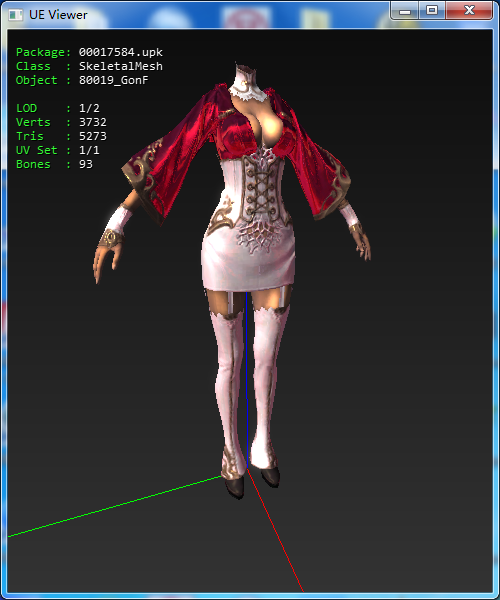 UE Viewer
Package: 00017584.upk
Class : SkeletalMesh
Object : 80019_GonF
LOD : 1/2
Verts : 3732
Tris : 5273
UV Set : 1/1
Bones : 93